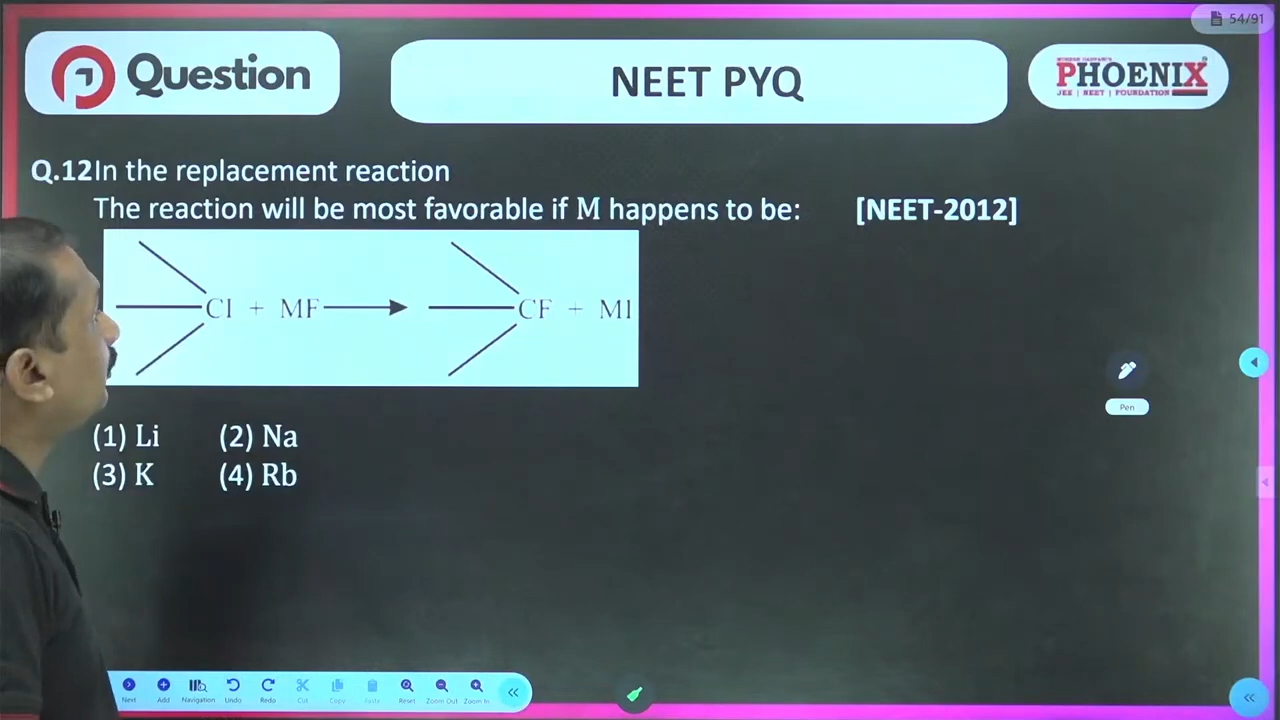 54/91
Question
NEET PYQ
PHOENIX
JEE | NEET | FOUNDATION
Q.12 In the replacement reaction
The reaction will be most favorable if M happens to be: [NEET-2012]
CI + MF CF + MI
(1) Li (2) Na
(3) K (4) Rb
Pen
Next Add Navigation Undo Redo Cut Copy Paste Reset Zoom Out Zoom In